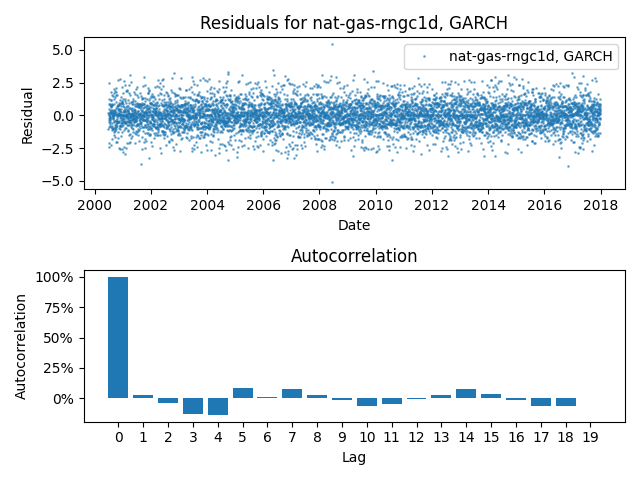 Residuals for nat-gas-rngc1d, GARCH
nat-gas-rngc1d, GARCH
Residual
5.0
2.5
0.0
−2.5
−5.0
2000 2002 2004 2006 2008 2010 2012 2014 2016 2018
Date
Autocorrelation
Autocorrelation
100%
75%
50%
25%
0%
0 1 2 3 4 5 6 7 8 9 10 11 12 13 14 15 16 17 18 19
Lag